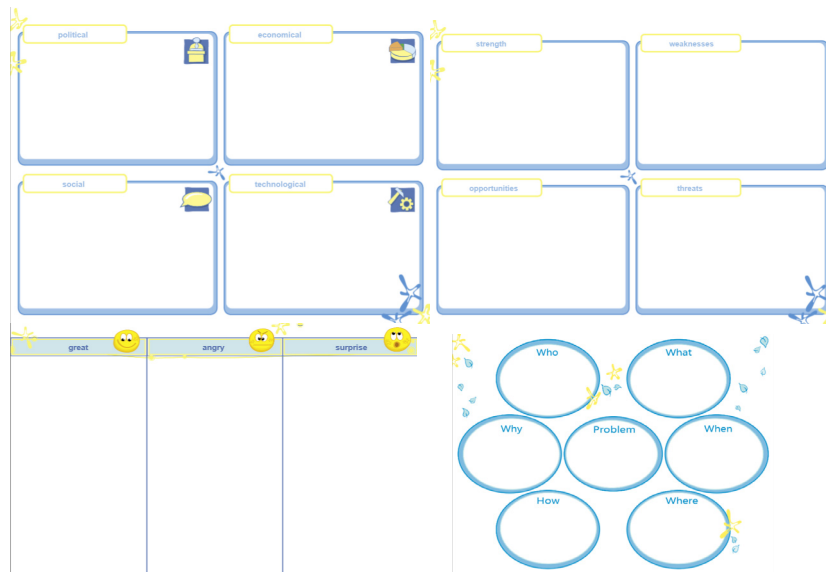 political
economical
strength
weaknesses
social
technological
opportunities
threats
great
angry
surprise
Who
What
Why
Problem
When
How
Where